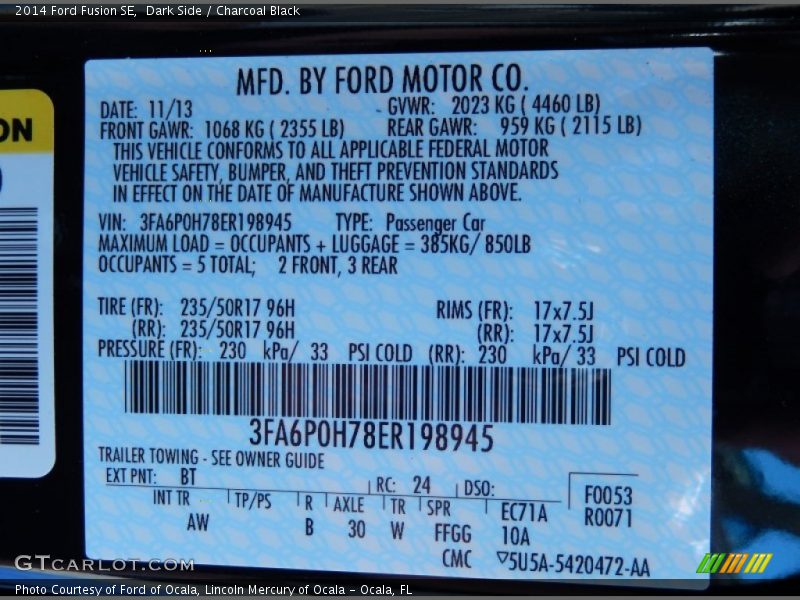 2014 Ford Fusion SE, Dark Side / Charcoal Black
ON
MFD. BY FORD MOTOR CO.
DATE: 11/13 GVWR: 2023 KG ( 4460 LB)
FRONT GAWR: 1068 KG ( 2355 LB) REAR GAWR: 959 KG ( 2115 LB)
THIS VEHICLE CONFORMS TO ALL APPLICABLE FEDERAL MOTOR
VEHICLE SAFETY, BUMPER, AND THEFT PREVENTION STANDARDS
IN EFFECT ON THE DATE OF MANUFACTURE SHOWN ABOVE.
VIN: 3FA6P0H78ER198945 TYPE: Passenger Car
MAXIMUM LOAD = OCCUPANTS + LUGGAGE = 385KG/ 850LB
OCCUPANTS = 5 TOTAL; 2 FRONT, 3 REAR
TIRE (FR): 235/50R17 96H RIMS (FR): 17x7.5J
(RR): 235/50R17 96H (RR): 17x7.5J
PRESSURE (FR): 230 kPa/ 33 PSI COLD (RR): 230 kPa/ 33 PSI COLD
3FA6P0H78ER198945
TRAILER TOWING - SEE OWNER GUIDE
EXT PNT: BT RC: 24 DSO: F0053
INT TR TP/PS R AXLE TR SPR EC71A R0071
AW B 30 W FFGG 10A
CMC ▽5U5A-5420472-AA
GTCARLOT.COM
Photo Courtesy of Ford of Ocala, Lincoln Mercury of Ocala - Ocala, FL